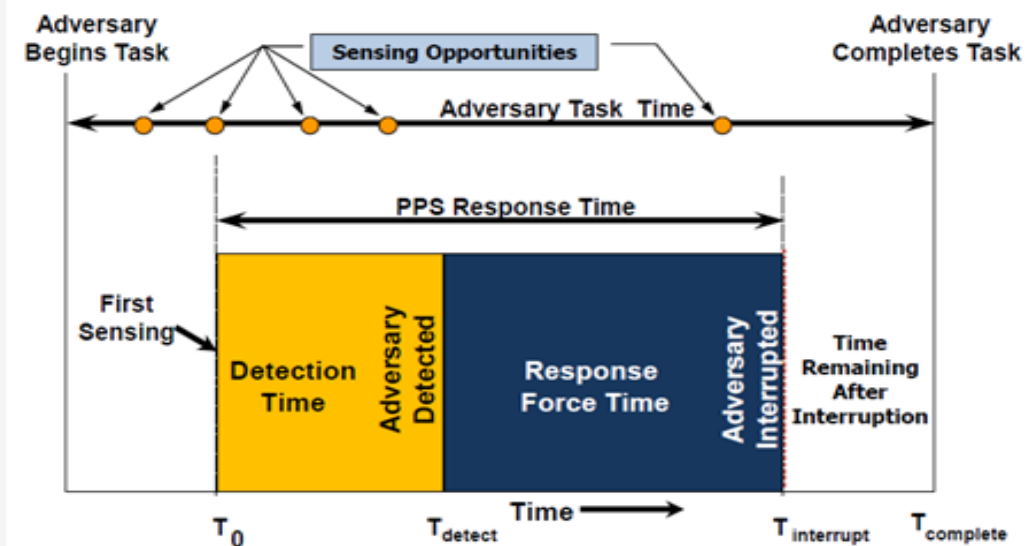 Adversary
Begins Task
Sensing Opportunities
Adversary
Completes Task
Adversary Task Time
PPS Response Time
First
Sensing
Detection
Time
Adversary
Detected
Response
Force Time
Adversary
Interrupted
Time
Remaining
After
Interruption
T0
Tdetect
Time
Tinterrupt
Tcomplete